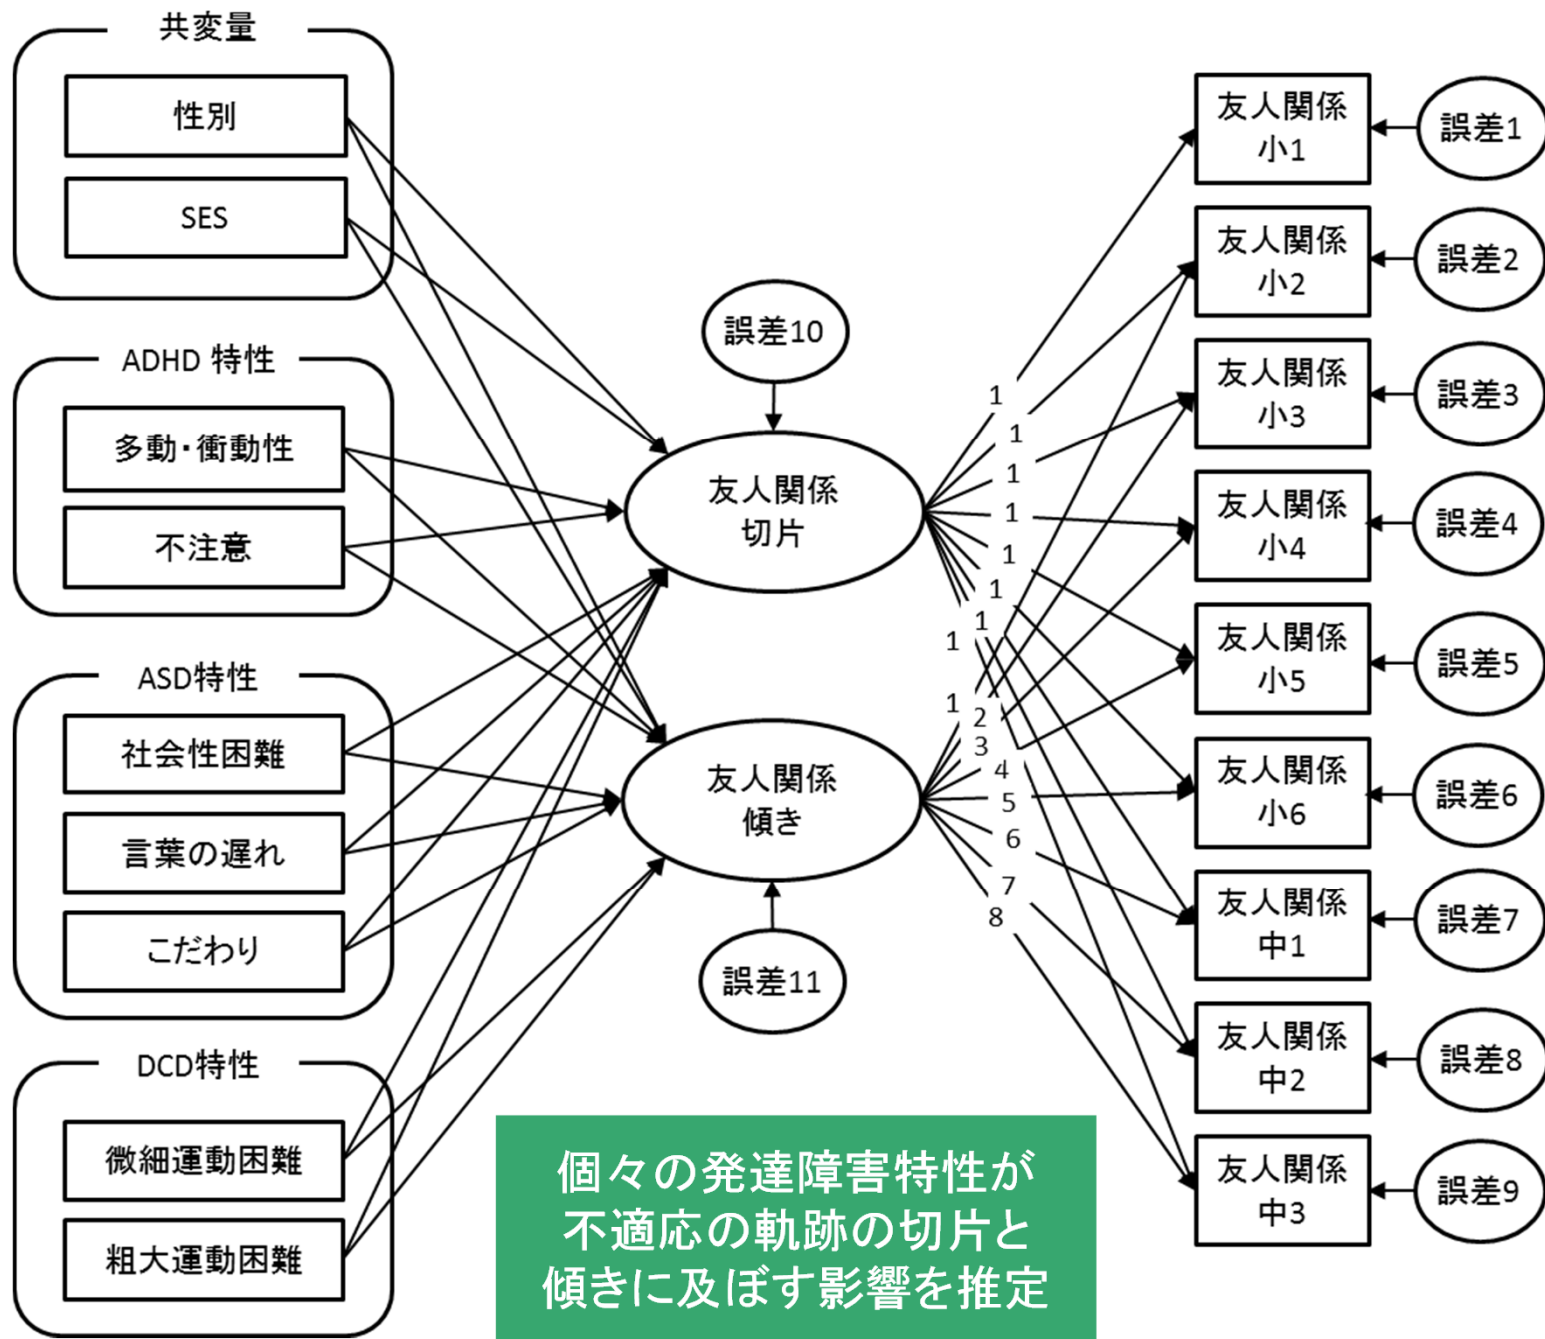 共変量
性別
SES
ADHD 特性
多動・衝動性
不注意
ASD特性
社会性困難
言葉の遅れ
こだわり
DCD特性
微細運動困難
粗大運動困難
誤差10
友人関係
切片
友人関係
傾き
誤差11
1
1
1
1
1
1
1
1
1
2
3
4
5
6
7
8
友人関係
小1
誤差1
友人関係
小2
誤差2
友人関係
小3
誤差3
友人関係
小4
誤差4
友人関係
小5
誤差5
友人関係
小6
誤差6
友人関係
中1
誤差7
友人関係
中2
誤差8
友人関係
中3
誤差9
個々の発達障害特性が
不適応の軌跡の切片と
傾きに及ぼす影響を推定